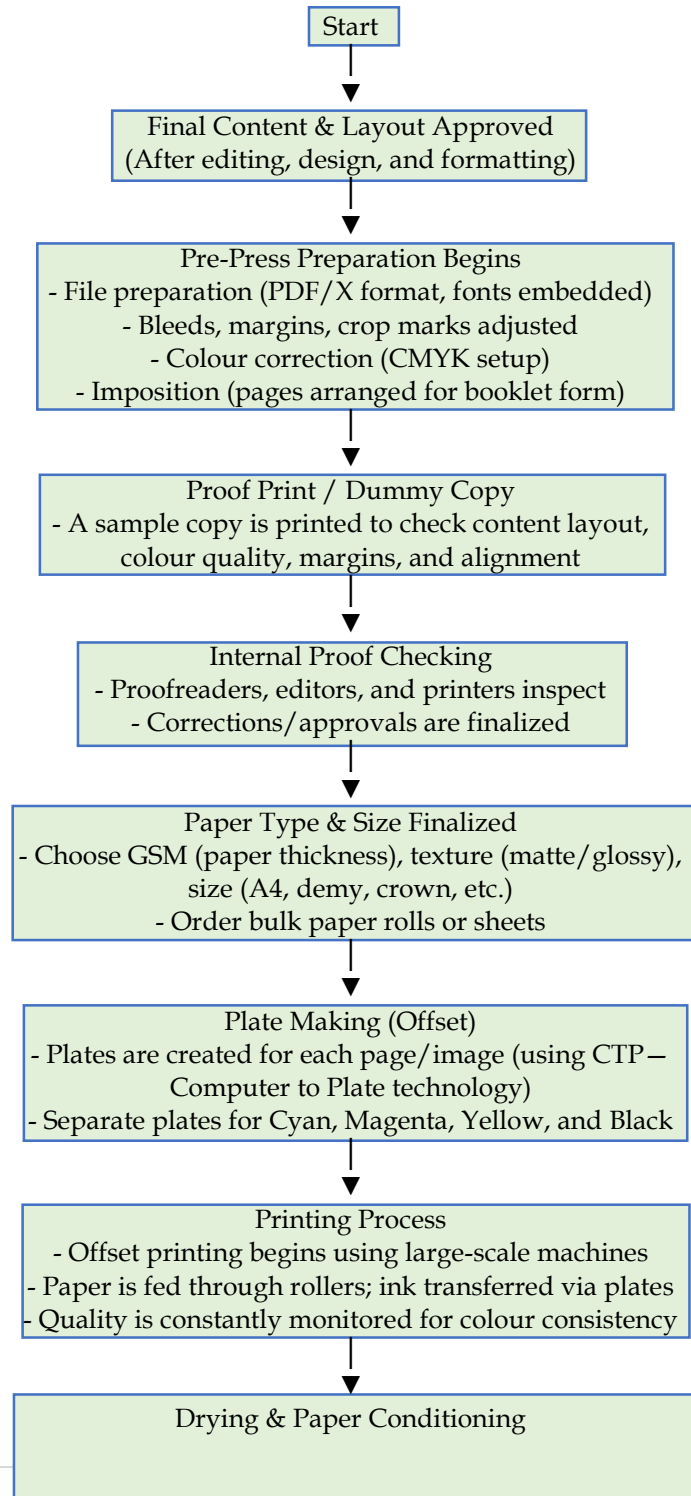 Start
Final Content & Layout Approved
(After editing, design, and formatting)
Pre-Press Preparation Begins
- File preparation (PDF/X format, fonts embedded)
- Bleeds, margins, crop marks adjusted
- Colour correction (CMYK setup)
- Imposition (pages arranged for booklet form)
Proof Print / Dummy Copy
- A sample copy is printed to check content layout,
colour quality, margins, and alignment
Internal Proof Checking
- Proofreaders, editors, and printers inspect
- Corrections/approvals are finalized
Paper Type & Size Finalized
- Choose GSM (paper thickness), texture (matte/glossy),
size (A4, demy, crown, etc.)
- Order bulk paper rolls or sheets
Plate Making (Offset)
- Plates are created for each page/image (using CTP—
Computer to Plate technology)
- Separate plates for Cyan, Magenta, Yellow, and Black
Printing Process
- Offset printing begins using large-scale machines
- Paper is fed through rollers; ink transferred via plates
- Quality is constantly monitored for colour consistency
Drying & Paper Conditioning